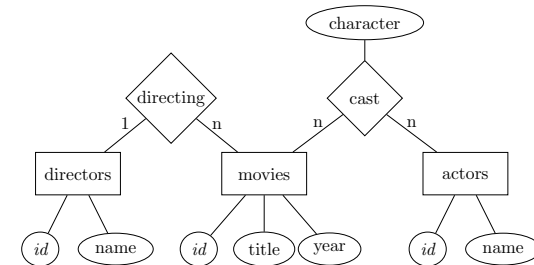 character
directing
cast
1
n
n
n
directors
movies
actors
id
name
id
title
year
id
name